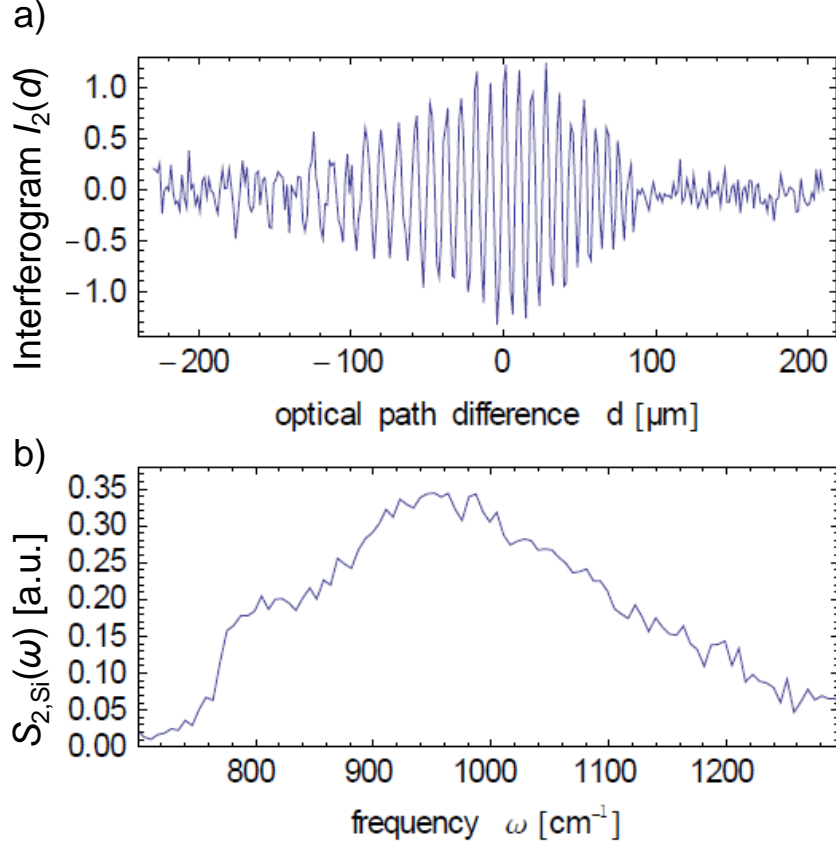 a)
Interferogram I₂(d)
1.0
0.5
0.0
−0.5
−1.0
−200 −100 0 100 200
optical path difference d [µm]
b)
S₂,Si(ω) [a.u.]
0.35
0.30
0.25
0.20
0.15
0.10
0.05
0.00
800 900 1000 1100 1200
frequency ω [cm⁻¹]